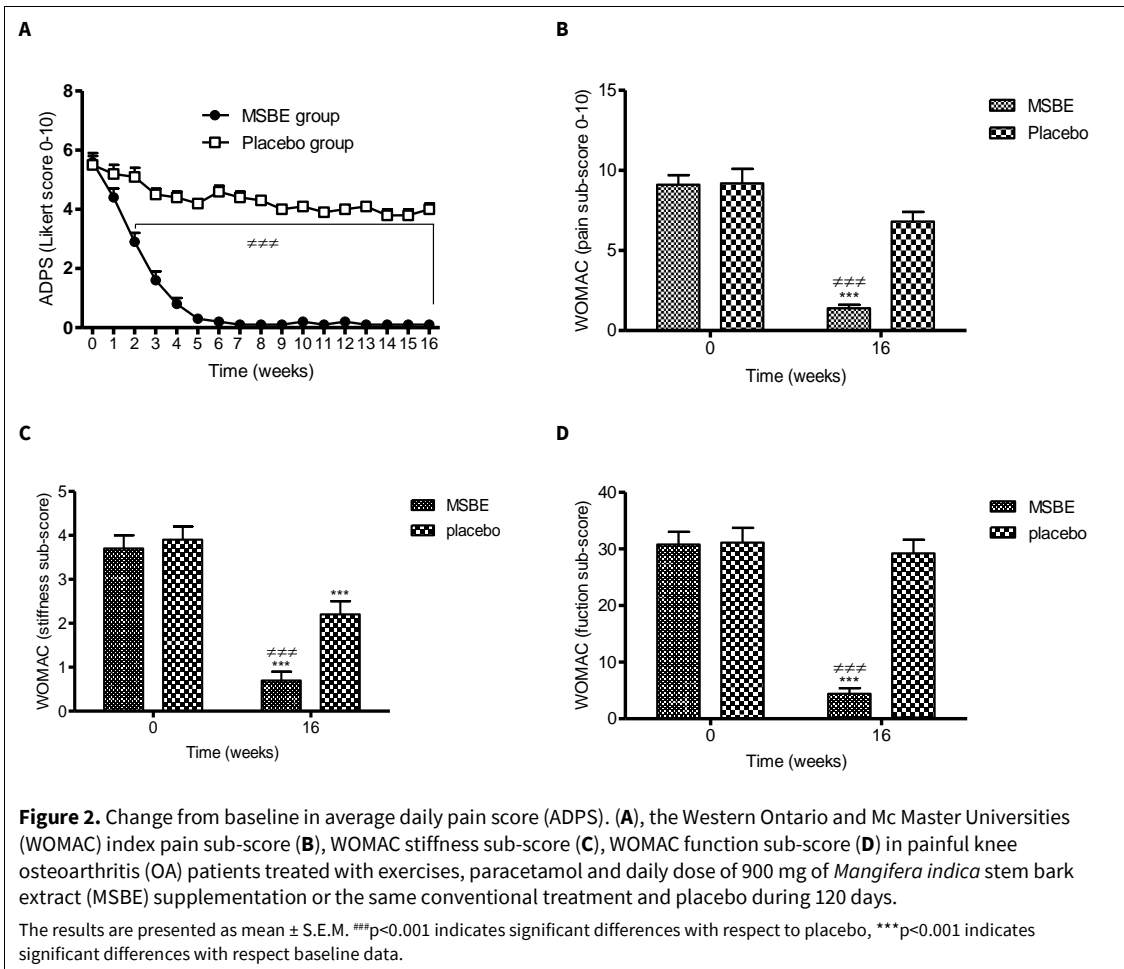 A
8
6
4
2
0
ADPS (Likert score 0-10)
MSBE group
Placebo group
≠≠≠
0 1 2 3 4 5 6 7 8 9 10 11 12 13 14 15 16
Time (weeks)
B
15
10
5
0
WOMAC (pain sub-score 0-10)
MSBE
Placebo
≠≠≠
***
0 16
Time (weeks)
C
5
4
3
2
1
0
WOMAC (stiffness sub-score)
MSBE
placebo
***
≠≠≠
***
0 16
Time (weeks)
D
40
30
20
10
0
WOMAC (fuction sub-score)
MSBE
placebo
≠≠≠
***
0 16
Time (weeks)
Figure 2. Change from baseline in average daily pain score (ADPS). (A), the Western Ontario and Mc Master Universities
(WOMAC) index pain sub-score (B), WOMAC stiffness sub-score (C), WOMAC function sub-score (D) in painful knee
osteoarthritis (OA) patients treated with exercises, paracetamol and daily dose of 900 mg of Mangifera indica stem bark
extract (MSBE) supplementation or the same conventional treatment and placebo during 120 days.
The results are presented as mean ± S.E.M. ###p<0.001 indicates significant differences with respect to placebo, ***p<0.001 indicates
significant differences with respect baseline data.